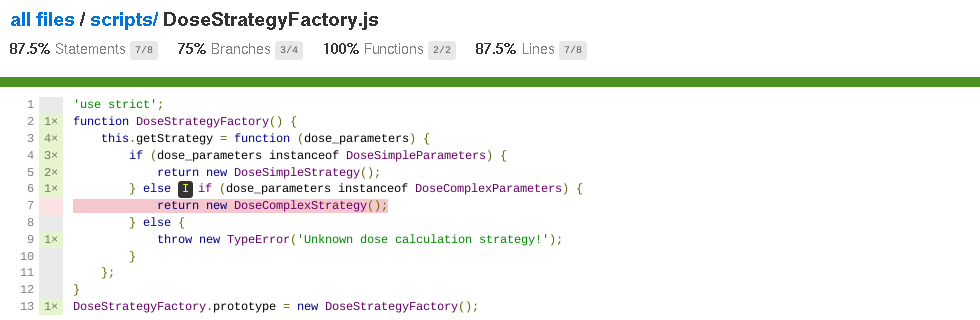 all files / scripts/ DoseStrategyFactory.js
87.5% Statements 7/8 75% Branches 3/4 100% Functions 2/2 87.5% Lines 7/8
1 'use strict';
2 1× function DoseStrategyFactory() {
3 4× this.getStrategy = function (dose_parameters) {
4 3× if (dose_parameters instanceof DoseSimpleParameters) {
5 2× return new DoseSimpleStrategy();
6 1× } else I if (dose_parameters instanceof DoseComplexParameters) {
7 return new DoseComplexStrategy();
8 } else {
9 1× throw new TypeError('Unknown dose calculation strategy!');
10 }
11 };
12 }
13 1× DoseStrategyFactory.prototype = new DoseStrategyFactory();